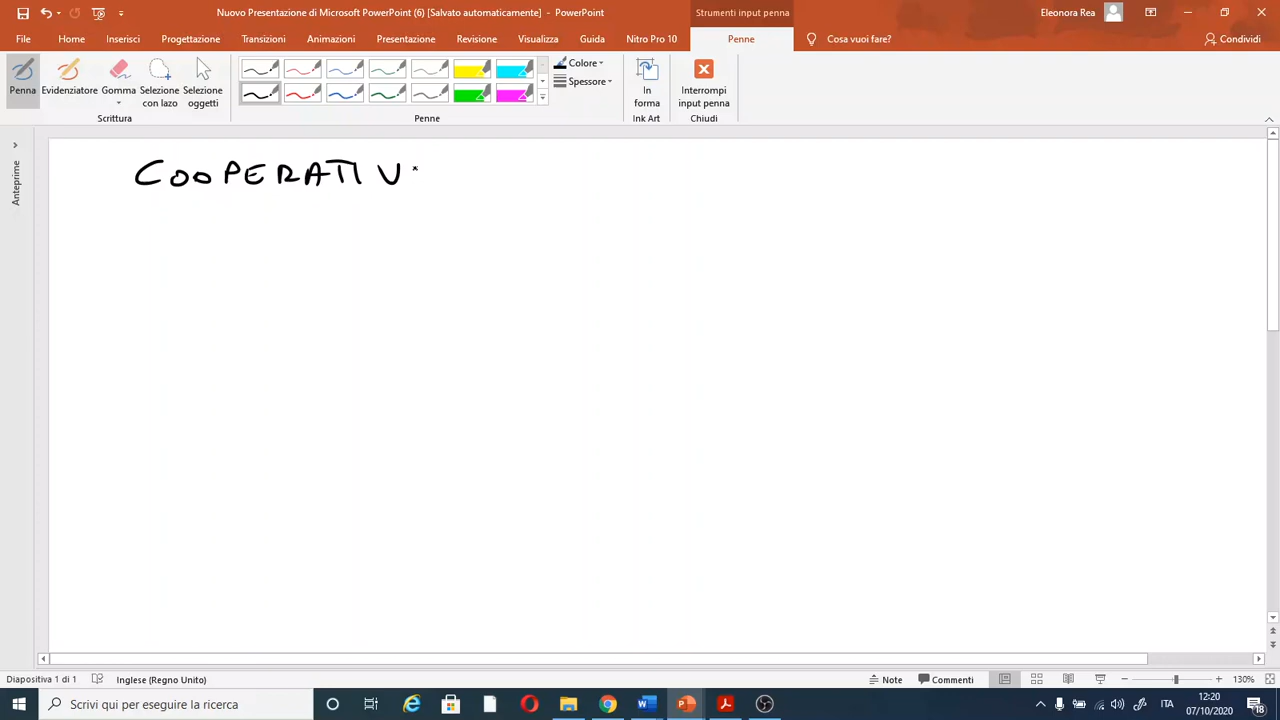 Nuovo Presentazione di Microsoft PowerPoint (6) [Salvato automaticamente] - PowerPoint
Strumenti input penna
Eleonora Rea
File Home Inserisci Progettazione Transizioni Animazioni Presentazione Revisione Visualizza Guida Nitro Pro 10 Penne Cosa vuoi fare? Condividi
Penna Evidenziatore Gomma Selezione con lazo Selezione oggetti
Colore
Spessore
In forma
Interrompi input penna
Scrittura Penne Ink Art Chiudi
Anteprime
COOPERATIV
Diapositiva 1 di 1 Inglese (Regno Unito) Note Commenti 130%
Scrivi qui per eseguire la ricerca
ITA
12:20
07/10/2020
18